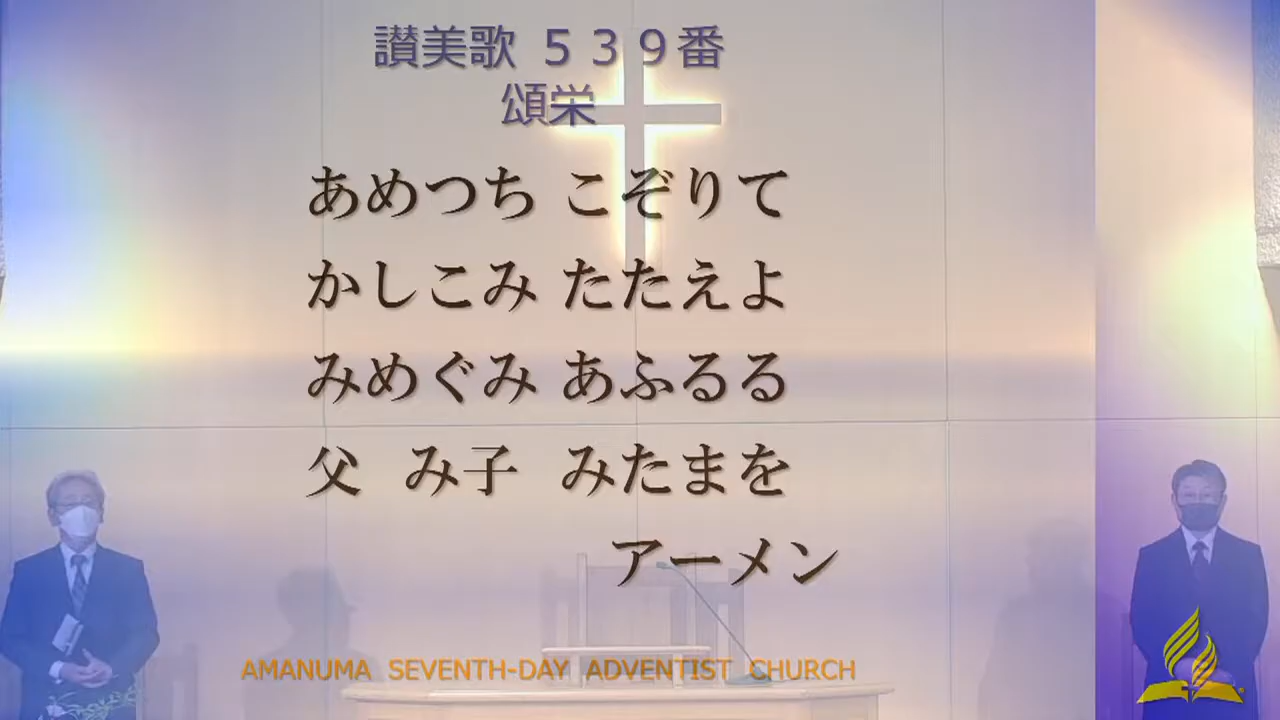 讃美歌 ５３９番
頌栄
あめつち こぞりて
かしこみ たたえよ
みめぐみ あふるる
父 み子 みたまを
アーメン
AMANUMA SEVENTH-DAY ADVENTIST CHURCH